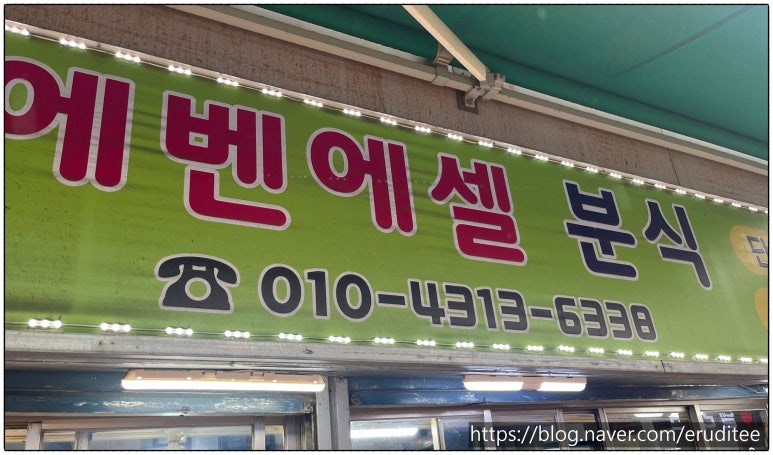 에벤에셀 분식
☎ 010-4313-6338
https://blog.naver.com/eruditee